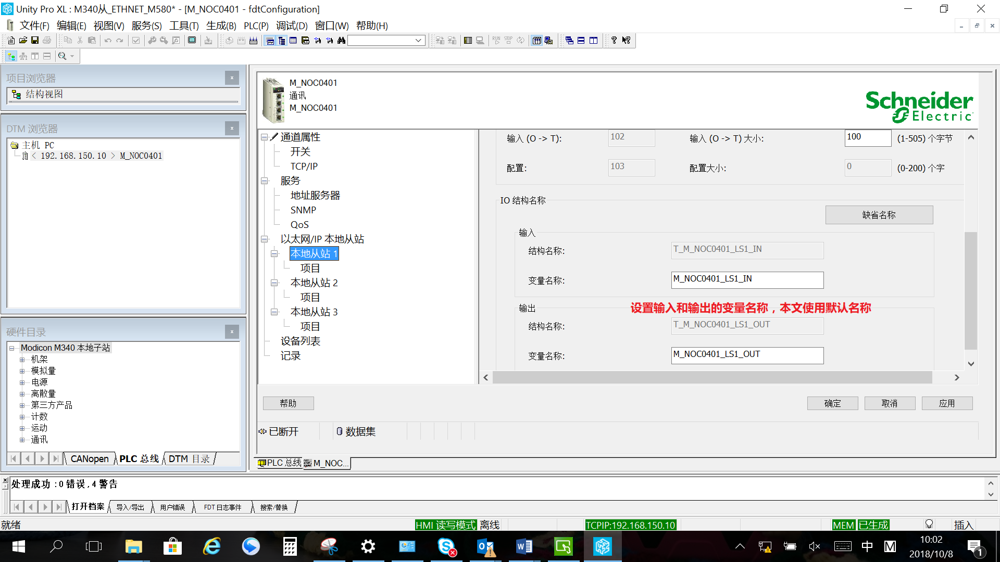 Unity Pro XL : M340从_ETHNET_M580* - [M_NOC0401 - fdtConfiguration]
文件(F) 编辑(E) 视图(V) 服务(S) 工具(T) 生成(B) PLC(P) 调试(D) 窗口(W) 帮助(H)
RUN STOP
项目浏览器
结构视图
DTM 浏览器
主机 PC
< 192.168.150.10 > M_NOC0401
硬件目录
Modicon M340 本地子站
机架
模拟量
电源
离散量
第三方产品
计数
运动
通讯
CANopen PLC 总线 DTM 目录
M_NOC0401
通讯
M_NOC0401
Schneider
Electric
通道属性
开关
TCP/IP
服务
地址服务器
SNMP
QoS
以太网/IP 本地从站
本地从站 1
项目
本地从站 2
项目
本地从站 3
项目
设备列表
记录
输入 (O -> T): 102 输入 (O -> T) 大小: 100 (1-505) 个字节
配置: 103 配置大小: 0 (0-200) 个字
IO 结构名称
缺省名称
输入
结构名称: T_M_NOC0401_LS1_IN
变量名称: M_NOC0401_LS1_IN
输出 设置输入和输出的变量名称，本文使用默认名称
结构名称: T_M_NOC0401_LS1_OUT
变量名称: M_NOC0401_LS1_OUT
帮助 确定 取消 应用
已断开 数据集
PLC 总线 M_NOC...
处理成功 : 0 错误 , 4 警告
打开档案 导入/导出 用户错误 FDT 日志事件 搜索/替换
就绪 HMI 读写模式 离线 TCPIP:192.168.150.10 MEM 已生成 插入
中 M 10:02
2018/10/8 1